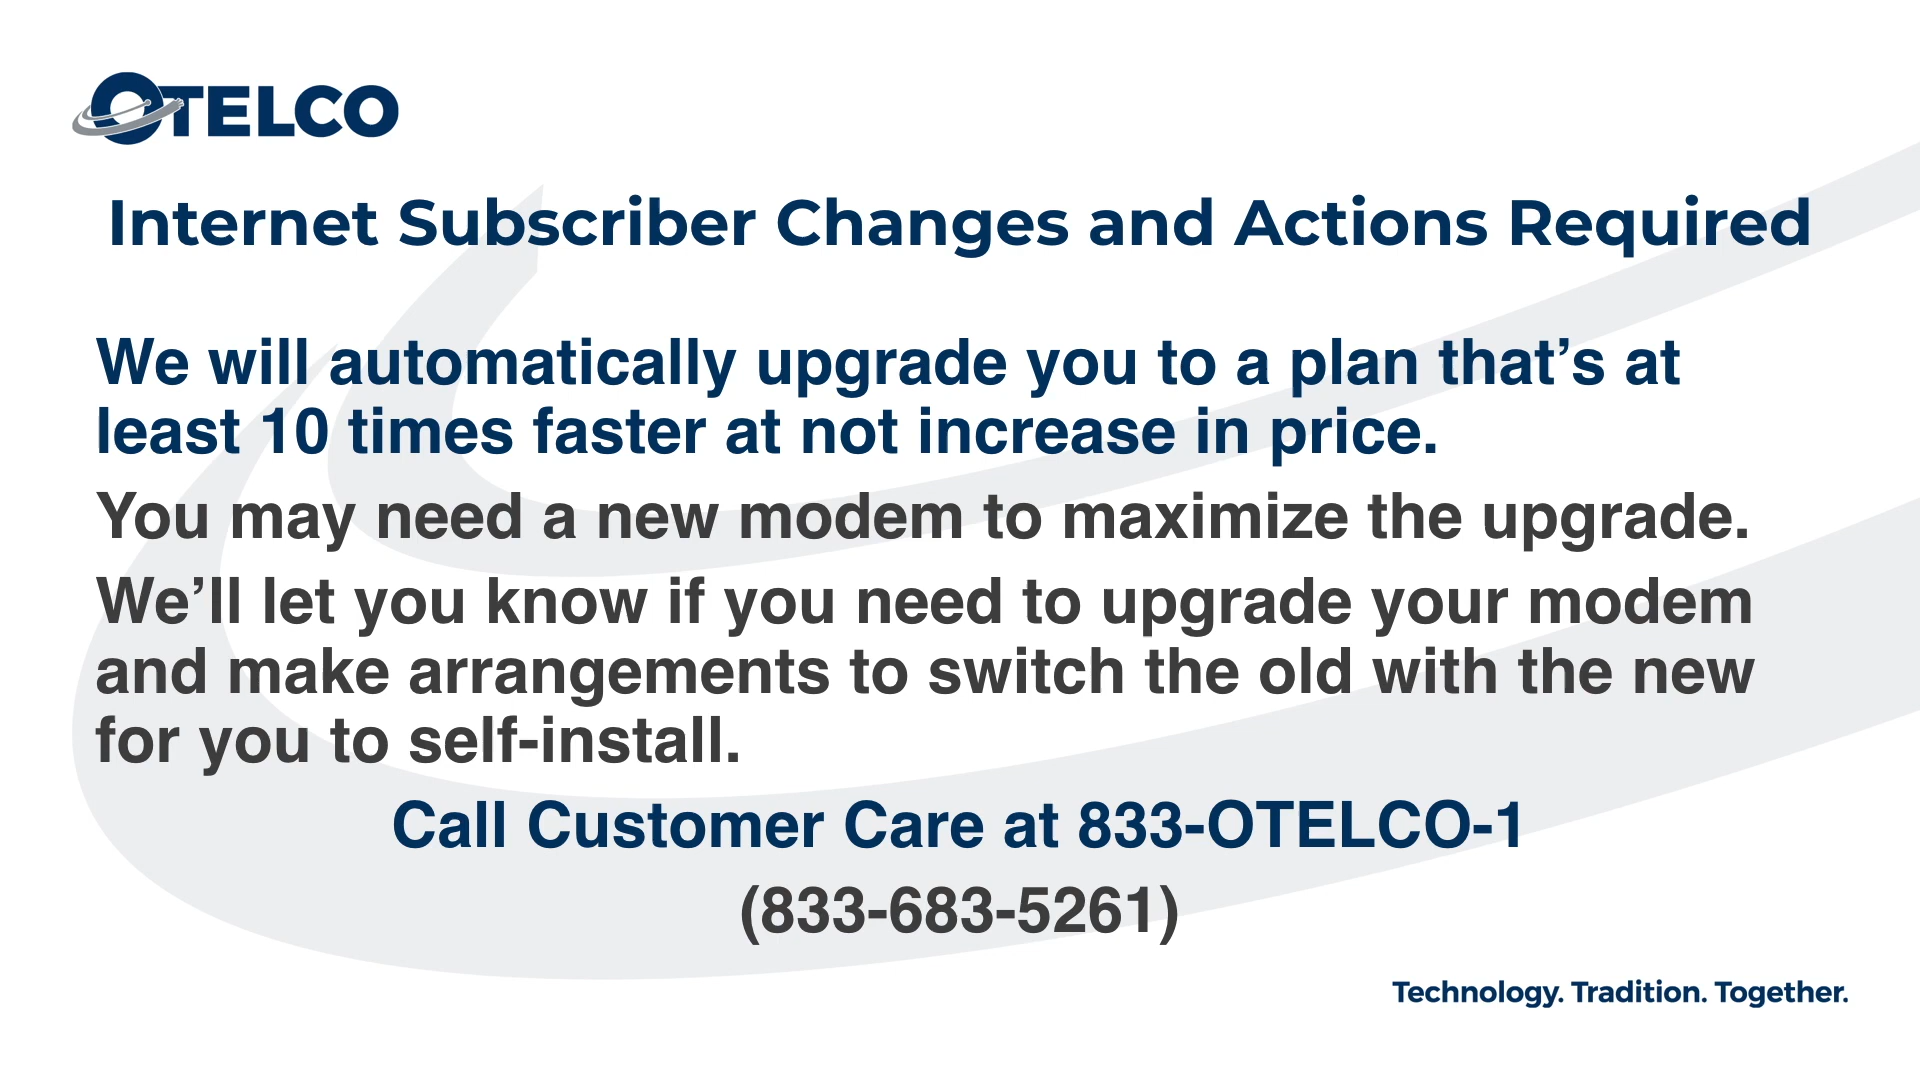 OTELCO
Internet Subscriber Changes and Actions Required
We will automatically upgrade you to a plan that’s at
least 10 times faster at not increase in price.
You may need a new modem to maximize the upgrade.
We’ll let you know if you need to upgrade your modem
and make arrangements to switch the old with the new
for you to self-install.
Call Customer Care at 833-OTELCO-1
(833-683-5261)
Technology. Tradition. Together.